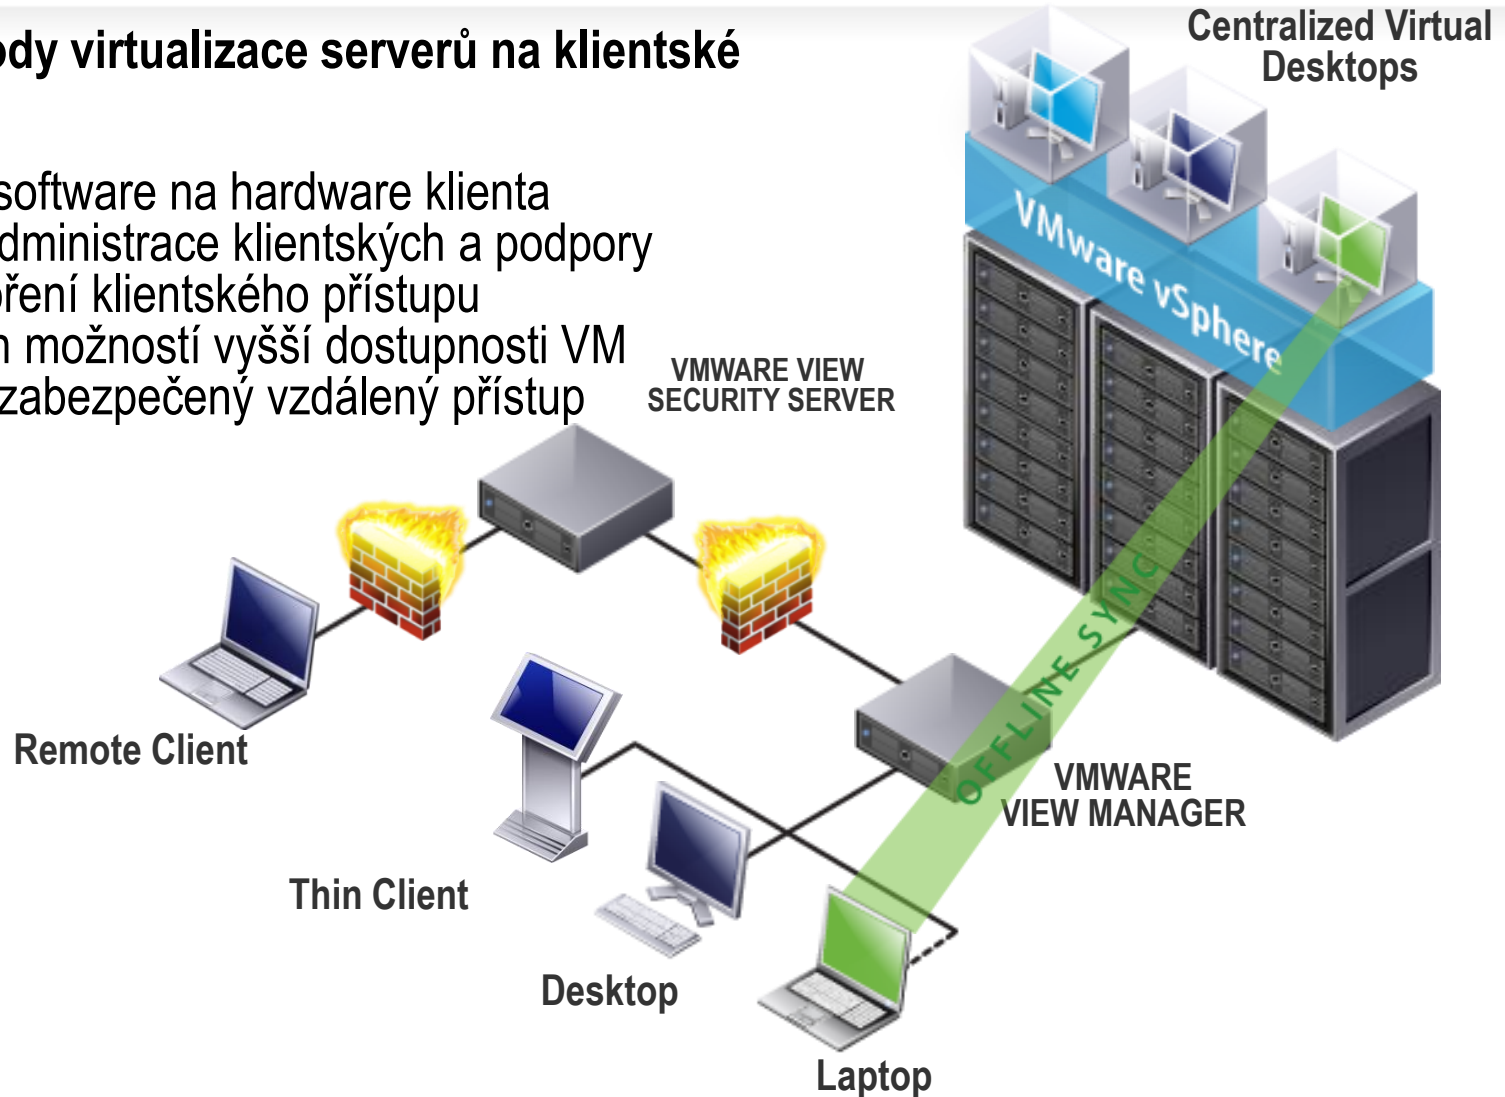 ody virtualizace serverů na klientské
software na hardware klienta
dministrace klientských a podpory
ření klientského přístupu
možností vyšší dostupnosti VM
zabezpečený vzdálený přístup
Centralized Virtual
Desktops
VMware vSphere
VMWARE VIEW
SECURITY SERVER
OFFLINE SYNC
Remote Client
VMWARE
VIEW MANAGER
Thin Client
Desktop
Laptop